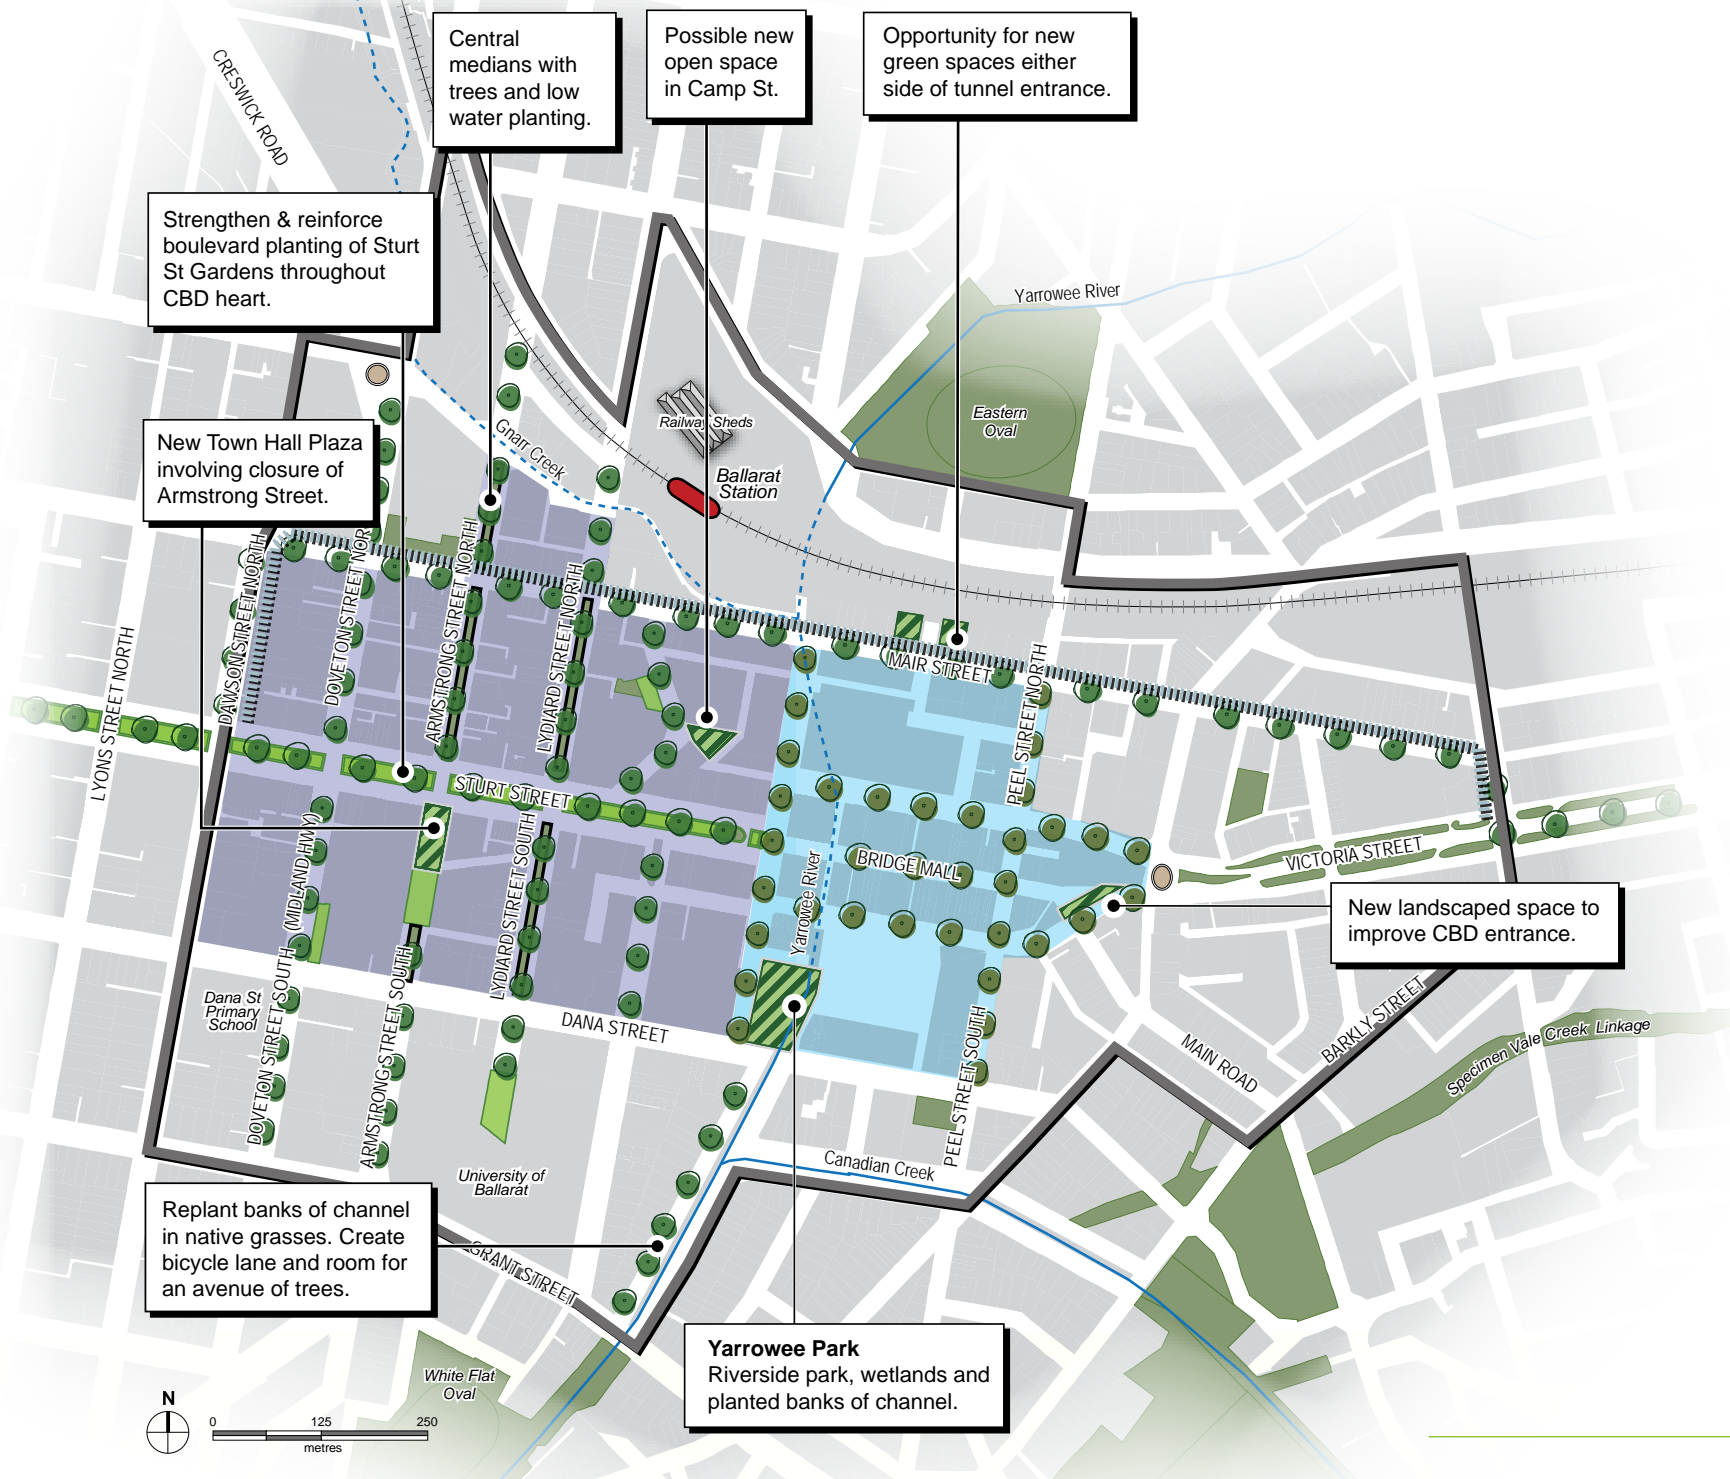 Central
medians with
trees and low
water planting.
Possible new
open space
in Camp St.
Opportunity for new
green spaces either
side of tunnel entrance.
CRESWICK ROAD
Strengthen & reinforce
boulevard planting of Sturt
St Gardens throughout
CBD heart.
Yarrowee River
Eastern
Oval
Railway Sheds
Gnarr Creek
Ballarat
Station
New Town Hall Plaza
involving closure of
Armstrong Street.
LYONS STREET NORTH
DAWSON STREET NORTH
DOVETON STREET NOR
ARMSTRONG STREET NORTH
LYDIARD STREET NORTH
MAIR STREET
PEEL STREET NORTH
STURT STREET
BRIDGE MALL
VICTORIA STREET
Yarrowee River
DOVETON STREET SOUTH (MIDLAND HWY)
ARMSTRONG STREET SOUTH
LYDIARD STREET SOUTH
New landscaped space to
improve CBD entrance.
Dana St
Primary
School
DANA STREET
PEEL STREET SOUTH
MAIN ROAD
BARKLY STREET
Specimen Vale Creek Linkage
Canadian Creek
University of
Ballarat
Replant banks of channel
in native grasses. Create
bicycle lane and room for
an avenue of trees.
GRANT STREET
Yarrowee Park
Riverside park, wetlands and
planted banks of channel.
White Flat
Oval
N
0 125 250
metres